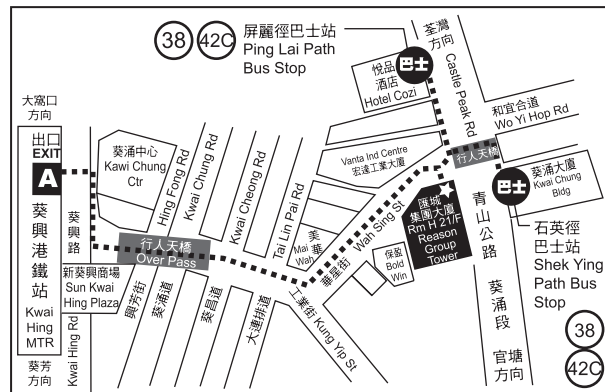 38
42C
屏麗徑巴士站
Ping Lai Path
Bus Stop
荃灣
方向
Castle Peak Rd
巴士
悅品
酒店
Hotel Cozi
和宜合道
Wo Yi Hop Rd
大窩口
方向
出口
EXIT
A
葵興港鐵站
Kwai
Hing
MTR
葵芳
方向
葵興路
Kwai Hing Rd
葵涌中心
Kawi Chung
Ctr
Hing Fong Rd
Kwai Chung Rd
Kwai Cheong Rd
Tai Lin Pai Rd
行人天橋
Over Pass
新葵興商場
Sun Kwai
Hing Plaza
興芳街
葵涌道
葵昌道
大連排道
美華
Mai
Wah
Vanta Ind Centre
宏達工業大廈
華星街 Wah Sing St
工業街 Kung Yip St
保盈
Bold
Win
匯城
集團大廈
Rm H 21/F
Reason
Group
Tower
行人天橋
巴士
葵涌大廈
Kwai Chung
Bldg
青山公路
葵涌段
官塘
方向
石英徑
巴士站
Shek Ying
Path Bus
Stop
38
42C